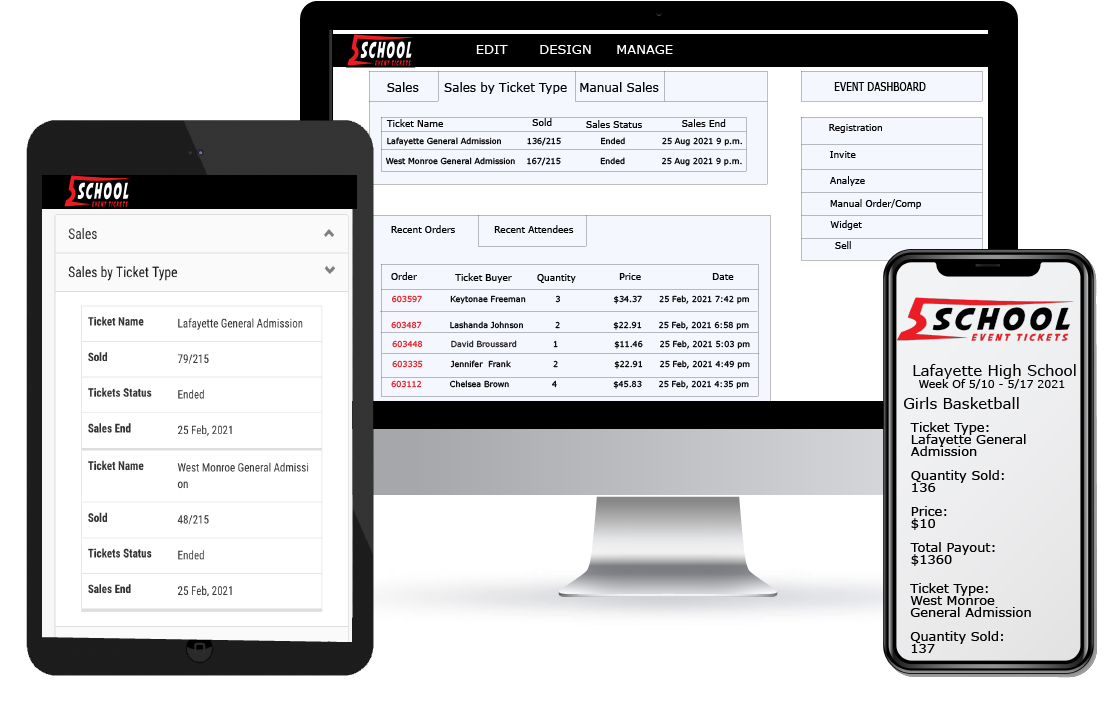 5SCHOOL
EVENT TICKETS
EDIT DESIGN MANAGE
Sales Sales by Ticket Type Manual Sales
Ticket Name Sold Sales Status Sales End
Lafayette General Admission 136/215 Ended 25 Aug 2021 9 p.m.
West Monroe General Admission 167/215 Ended 25 Aug 2021 9 p.m.
Recent Orders Recent Attendees
Order Ticket Buyer Quantity Price Date
603597 Keytonae Freeman 3 $34.37 25 Feb, 2021 7:42 pm
603487 Lashanda Johnson 2 $22.91 25 Feb, 2021 6:58 pm
603448 David Broussard 1 $11.46 25 Feb, 2021 5:03 pm
603335 Jennifer Frank 2 $22.91 25 Feb, 2021 4:49 pm
603112 Chelsea Brown 4 $45.83 25 Feb, 2021 4:35 pm
EVENT DASHBOARD
Registration
Invite
Analyze
Manual Order/Comp
Widget
Sell
5SCHOOL
EVENT TICKETS
Sales
Sales by Ticket Type
Ticket Name Lafayette General Admission
Sold 79/215
Tickets Status Ended
Sales End 25 Feb, 2021
Ticket Name West Monroe General Admissi
on
Sold 48/215
Tickets Status Ended
Sales End 25 Feb, 2021
5SCHOOL
EVENT TICKETS
Lafayette High School
Week Of 5/10 - 5/17 2021
Girls Basketball
Ticket Type:
Lafayette General
Admission
Quantity Sold:
136
Price:
$10
Total Payout:
$1360
Ticket Type:
West Monroe
General Admission
Quantity Sold:
137